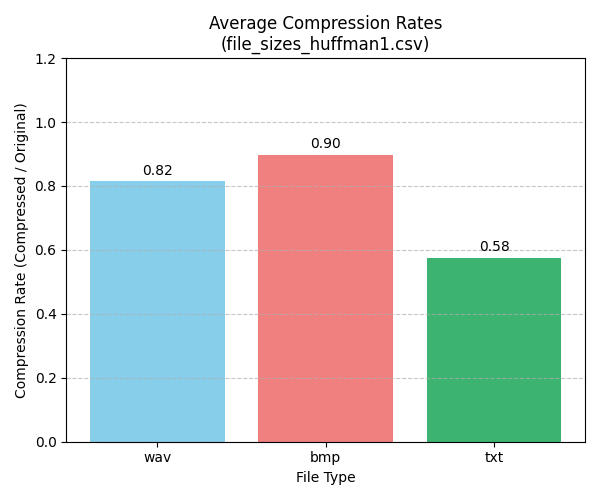 Average Compression Rates
(file_sizes_huffman1.csv)
Compression Rate (Compressed / Original)
1.2
1.0
0.8
0.6
0.4
0.2
0.0
0.82
0.90
0.58
wav
bmp
txt
File Type